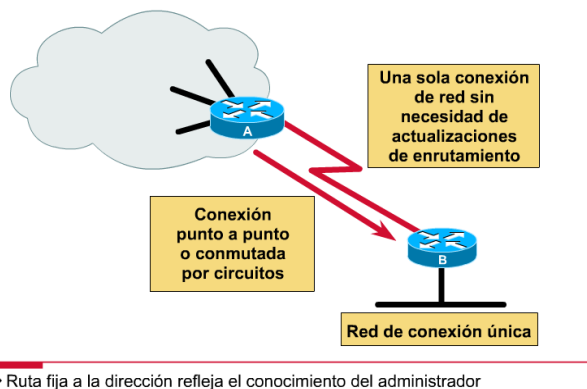 Una sola conexión
de red sin
necesidad de
actualizaciones
de enrutamiento
A
Conexión
punto a punto
o conmutada
por circuitos
B
Red de conexión única
• Ruta fija a la dirección refleja el conocimiento del administrador